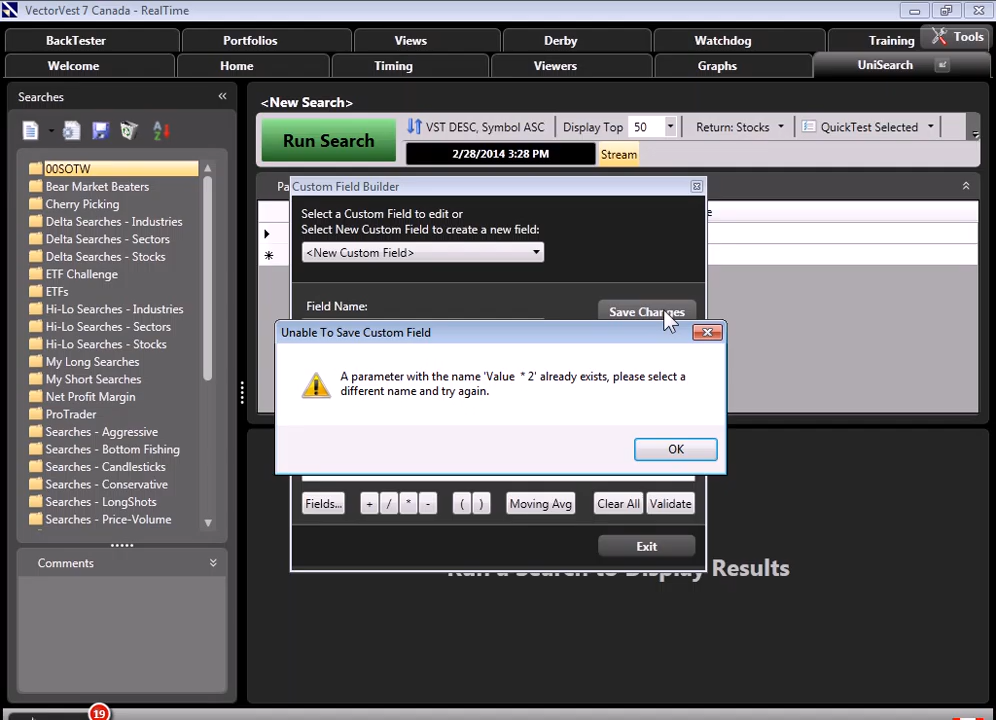 VectorVest 7 Canada - RealTime
BackTester
Portfolios
Views
Derby
Watchdog
Training
Tools
Welcome
Home
Timing
Viewers
Graphs
UniSearch
Searches
<New Search>
Run Search
VST DESC, Symbol ASC
Display Top
50
Return: Stocks
QuickTest Selected
2/28/2014 3:28 PM
Stream
00SOTW
Bear Market Beaters
Cherry Picking
Delta Searches - Industries
Delta Searches - Sectors
Delta Searches - Stocks
ETF Challenge
ETFs
Hi-Lo Searches - Industries
Hi-Lo Searches - Sectors
Hi-Lo Searches - Stocks
My Long Searches
My Short Searches
Net Profit Margin
ProTrader
Searches - Aggressive
Searches - Bottom Fishing
Searches - Candlesticks
Searches - Conservative
Searches - LongShots
Searches - Price-Volume
Comments
Pa
Custom Field Builder
Select a Custom Field to edit or
Select New Custom Field to create a new field:
<New Custom Field>
Field Name:
Save Changes
Unable To Save Custom Field
A parameter with the name 'Value * 2' already exists, please select a
different name and try again.
OK
Fields...
+
/
*
-
(
)
Moving Avg
Clear All
Validate
Exit
Run a Search to Display Results
19